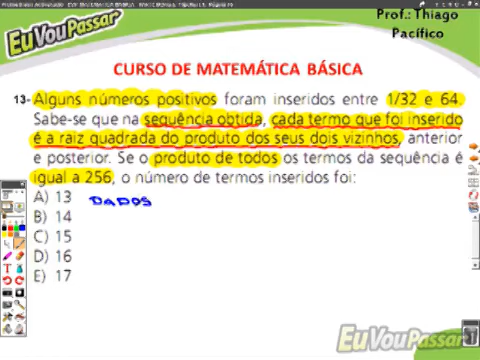 Prof.: Thiago
Pacífico
EuVouPassar
CURSO DE MATEMÁTICA BÁSICA
13- Alguns números positivos foram inseridos entre 1/32 e 64.
Sabe-se que na sequência obtida, cada termo que foi inserido
é a raiz quadrada do produto dos seus dois vizinhos, anterior
e posterior. Se o produto de todos os termos da sequência é
igual a 256, o número de termos inseridos foi:
A) 13
DADOS
B) 14
C) 15
D) 16
E) 17
EuVouPassar